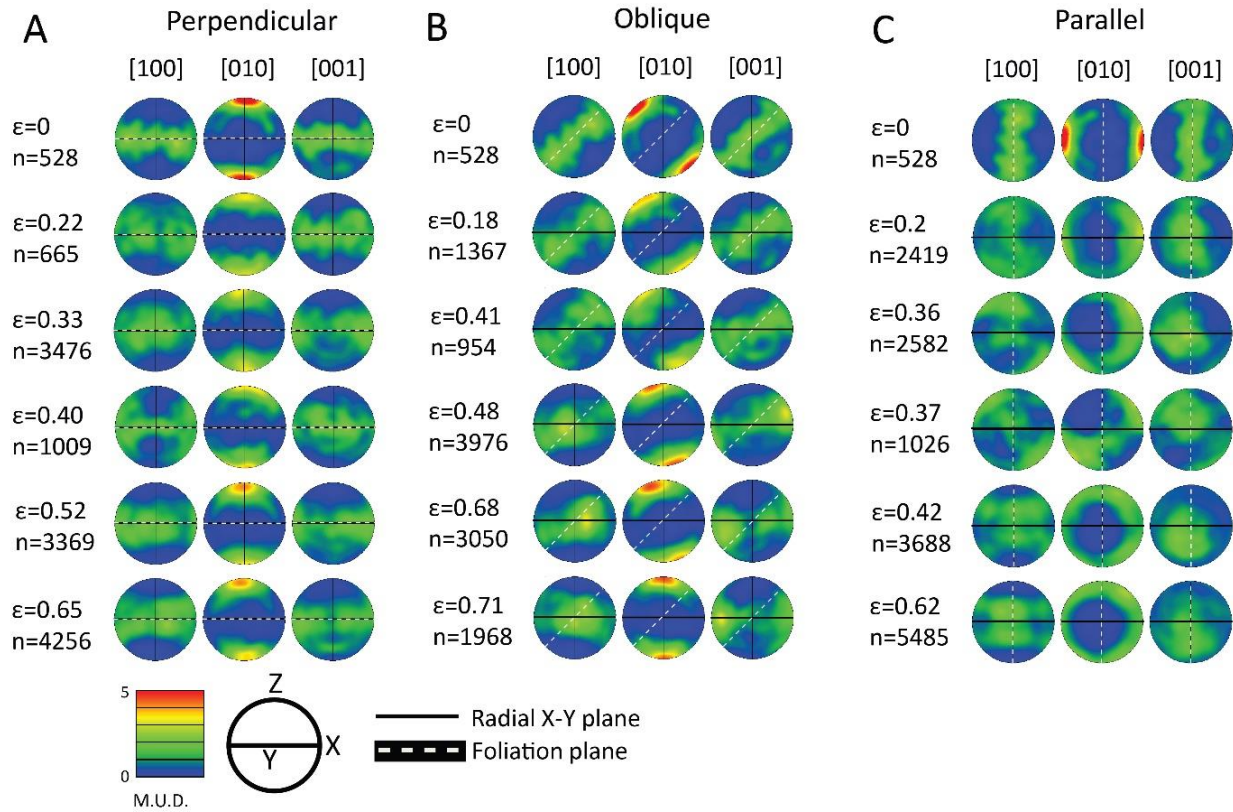 A
Perpendicular
[100] [010] [001]
ε=0
n=528
ε=0.22
n=665
ε=0.33
n=3476
ε=0.40
n=1009
ε=0.52
n=3369
ε=0.65
n=4256
B
Oblique
[100] [010] [001]
ε=0
n=528
ε=0.18
n=1367
ε=0.41
n=954
ε=0.48
n=3976
ε=0.68
n=3050
ε=0.71
n=1968
C
Parallel
[100] [010] [001]
ε=0
n=528
ε=0.2
n=2419
ε=0.36
n=2582
ε=0.37
n=1026
ε=0.42
n=3688
ε=0.62
n=5485
5
0
M.U.D.
Z
X
Y
Radial X-Y plane
Foliation plane